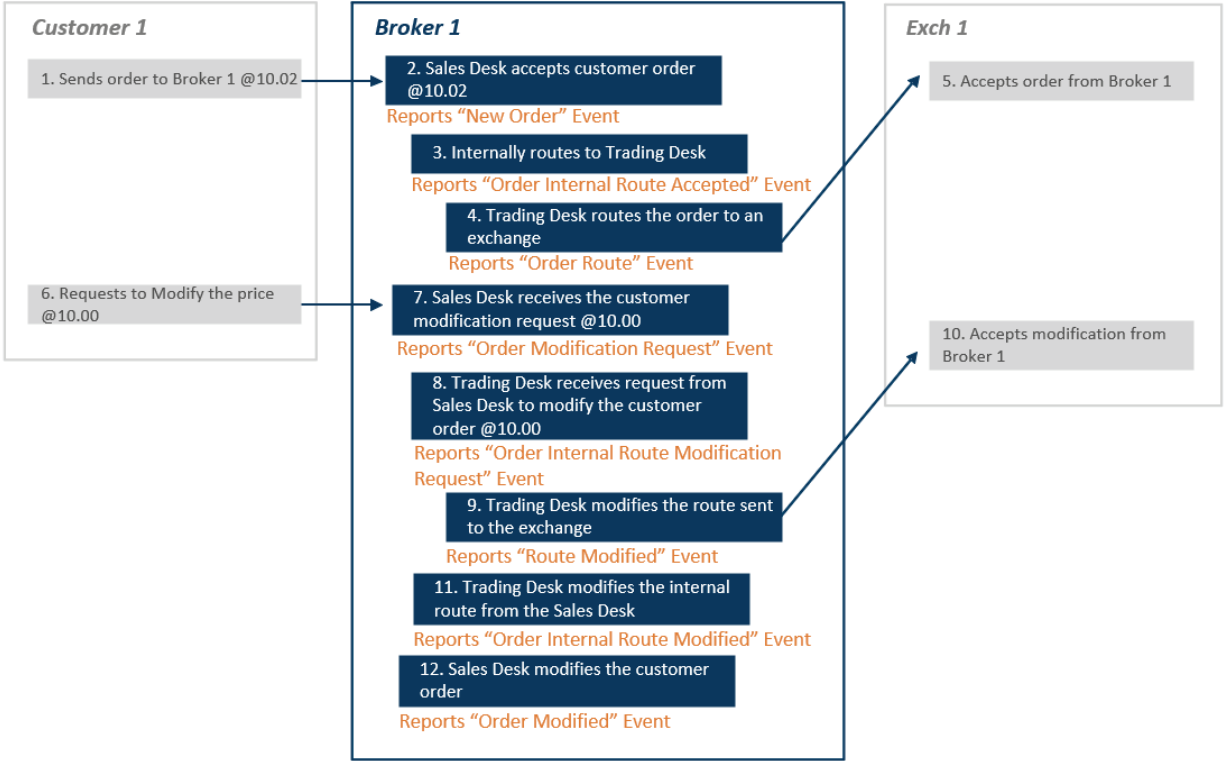 Customer 1
1. Sends order to Broker 1 @10.02
6. Requests to Modify the price
@10.00
Broker 1
2. Sales Desk accepts customer order
@10.02
Reports “New Order” Event
3. Internally routes to Trading Desk
Reports “Order Internal Route Accepted” Event
4. Trading Desk routes the order to an
exchange
Reports “Order Route” Event
7. Sales Desk receives the customer
modification request @10.00
Reports “Order Modification Request” Event
8. Trading Desk receives request from
Sales Desk to modify the customer
order @10.00
Reports “Order Internal Route Modification
Request” Event
9. Trading Desk modifies the route sent
to the exchange
Reports “Route Modified” Event
11. Trading Desk modifies the internal
route from the Sales Desk
Reports “Order Internal Route Modified” Event
12. Sales Desk modifies the customer
order
Reports “Order Modified” Event
Exch 1
5. Accepts order from Broker 1
10. Accepts modification from
Broker 1